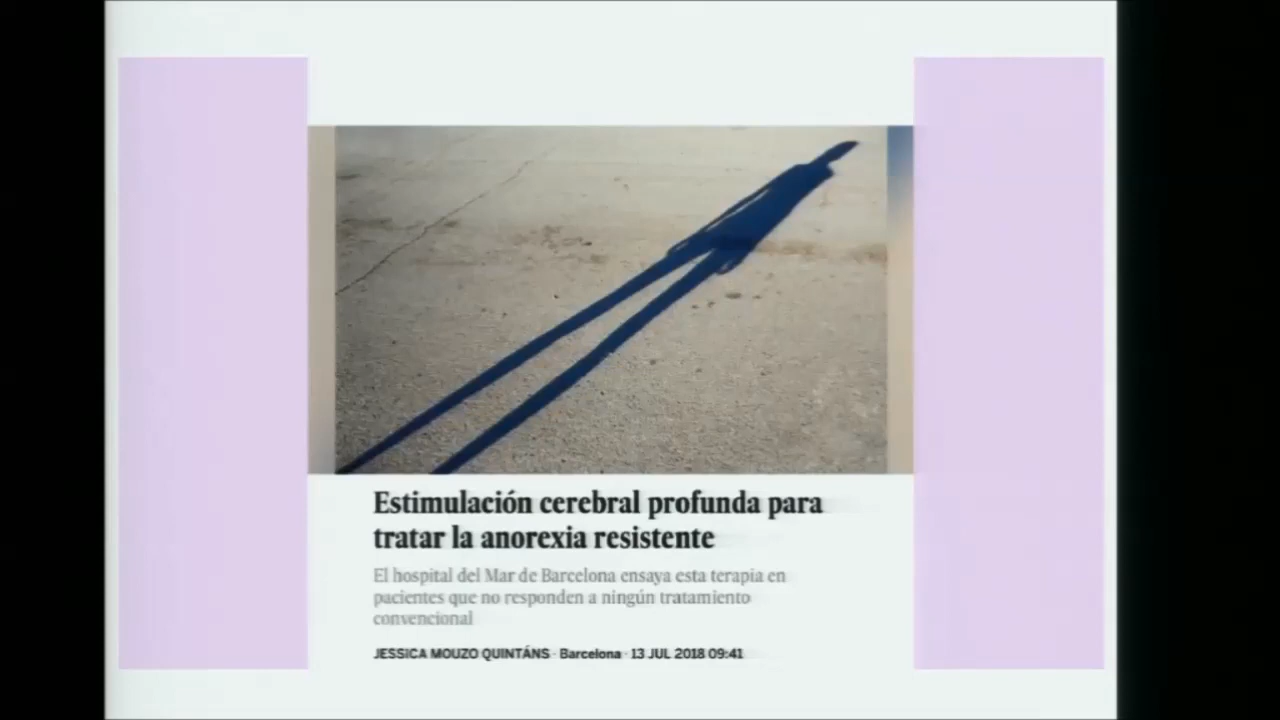 Estimulación cerebral profunda para
tratar la anorexia resistente
El hospital del Mar de Barcelona ensaya esta terapia en
pacientes que no responden a ningún tratamiento
convencional
JESSICA MOUZO QUINTÁNS · Barcelona · 13 JUL 2018 09:41